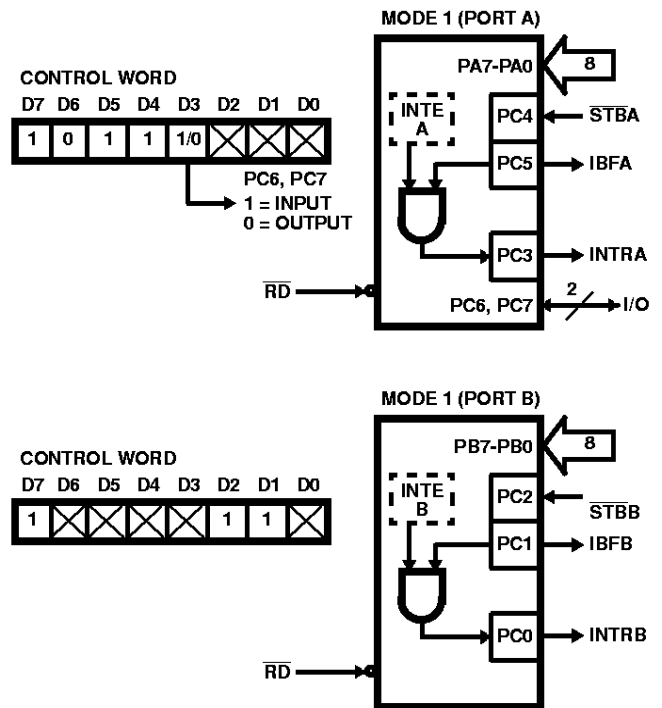 MODE 1 (PORT A)
CONTROL WORD
D7 D6 D5 D4 D3 D2 D1 D0
1 0 1 1 1/0
PC6, PC7
1 = INPUT
0 = OUTPUT
RD
PA7-PA0
8
INTE
A
PC4
STBA
PC5
IBFA
PC3
INTRA
PC6, PC7
2
I/O
MODE 1 (PORT B)
CONTROL WORD
D7 D6 D5 D4 D3 D2 D1 D0
1 1 1
RD
PB7-PB0
8
INTE
B
PC2
STBB
PC1
IBFB
PC0
INTRB